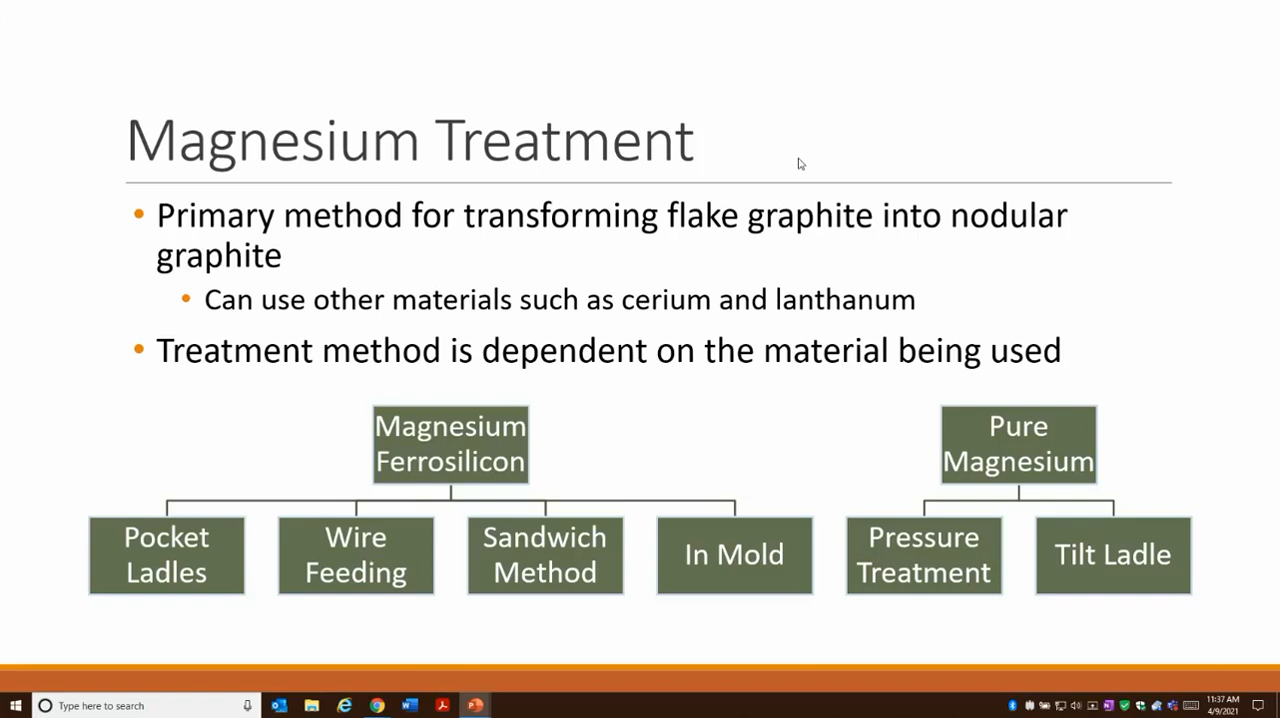 Magnesium Treatment
• Primary method for transforming flake graphite into nodular
graphite
• Can use other materials such as cerium and lanthanum
• Treatment method is dependent on the material being used
Magnesium
Ferrosilicon
Pure
Magnesium
Pocket
Ladles
Wire
Feeding
Sandwich
Method
In Mold
Pressure
Treatment
Tilt Ladle
Type here to search
11:37 AM
4/9/2021